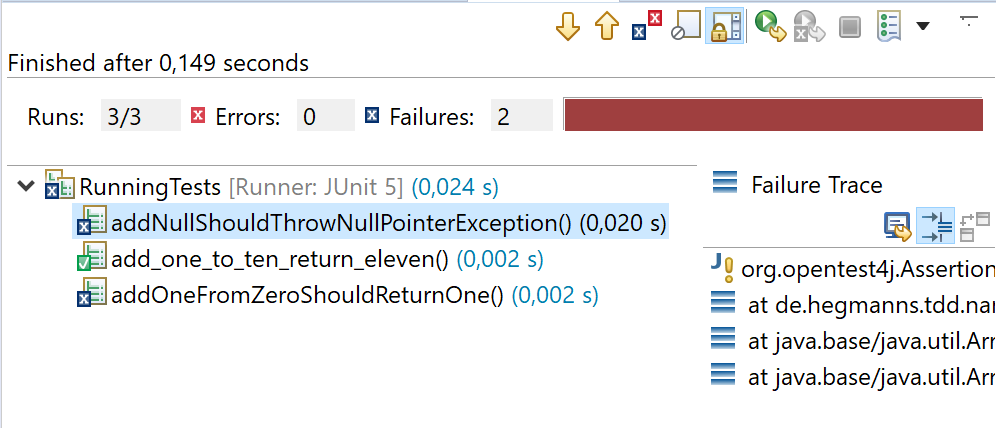 Finished after 0,149 seconds
Runs: 3/3 Errors: 0 Failures: 2
RunningTests [Runner: JUnit 5] (0,024 s)
addNullShouldThrowNullPointerException() (0,020 s)
add_one_to_ten_return_eleven() (0,002 s)
addOneFromZeroShouldReturnOne() (0,002 s)
Failure Trace
org.opentest4j.Assertion
at de.hegmanns.tdd.nar
at java.base/java.util.Arr
at java.base/java.util.Arr